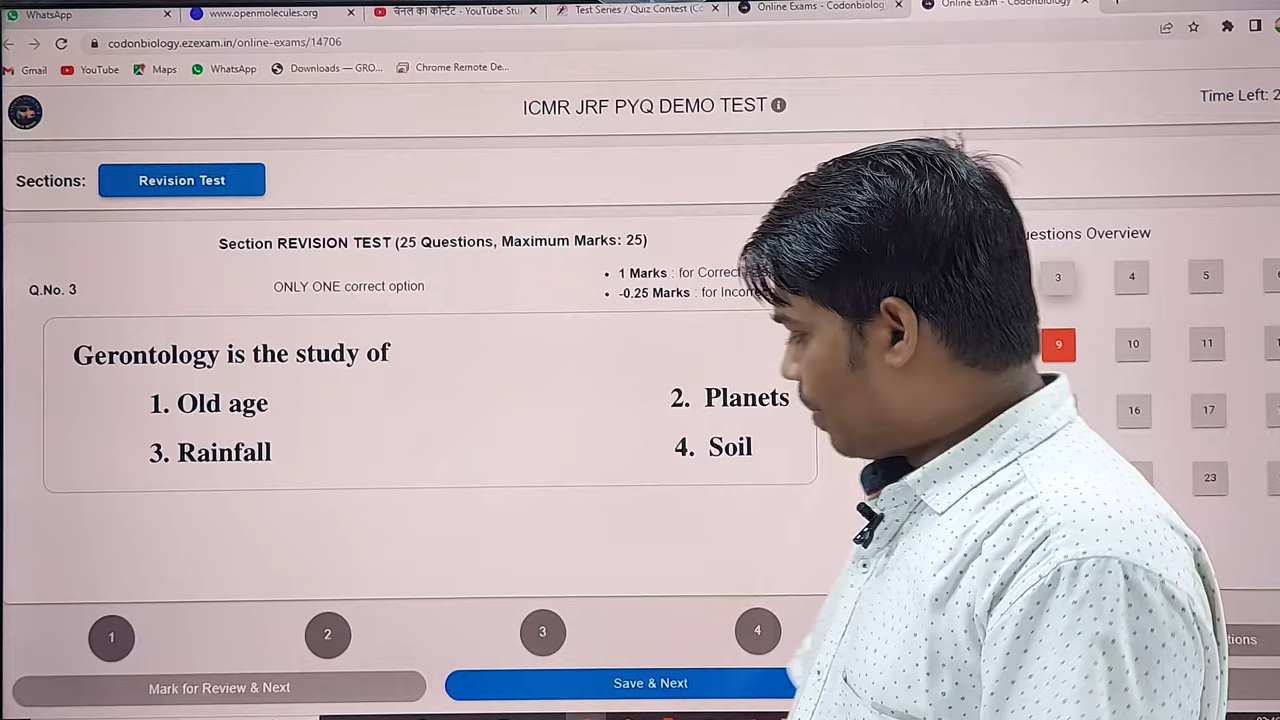 WhatsApp
www.openmolecules.org
चैनल का कॉन्टेंट - YouTube Stu
Test Series / Quiz Contest (CC
Online Exams - Codonbiolog
Online Exam - Codonbiology
codonbiology.ezexam.in/online-exams/14706
Gmail
YouTube
Maps
WhatsApp
Downloads — GRO...
Chrome Remote De...
ICMR JRF PYQ DEMO TEST
Time Left: 2
Sections:
Revision Test
Section REVISION TEST (25 Questions, Maximum Marks: 25)
Q.No. 3
ONLY ONE correct option
• 1 Marks : for Correct
• -0.25 Marks : for
Gerontology is the study of
1. Old age
2. Planets
3. Rainfall
4. Soil
Overview
3
4
5
9
10
11
16
17
23
1
2
3
4
Mark for Review & Next
Save & Next